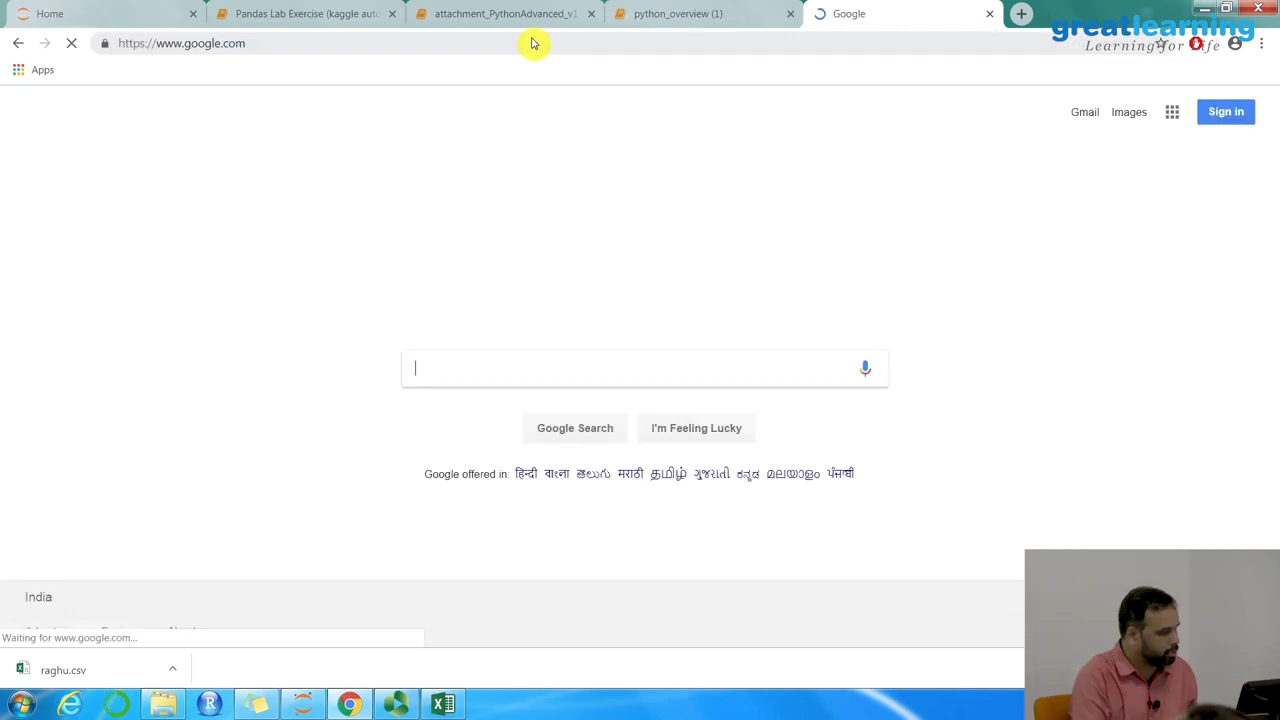 Home
Pandas Lab Exercise (kaggle auto
attachment_PythonAdvanced_v1
python_overview (1)
Google
greatlearning
Learning for Life
https://www.google.com
Apps
Gmail
Images
Sign in
Google Search
I'm Feeling Lucky
Google offered in: हिन्दी বাংলা తెలుగు मराठी தமிழ் ગુજરાતી ಕನ್ನಡ മലയാളം ਪੰਜਾਬੀ
India
Waiting for www.google.com...
raghu.csv